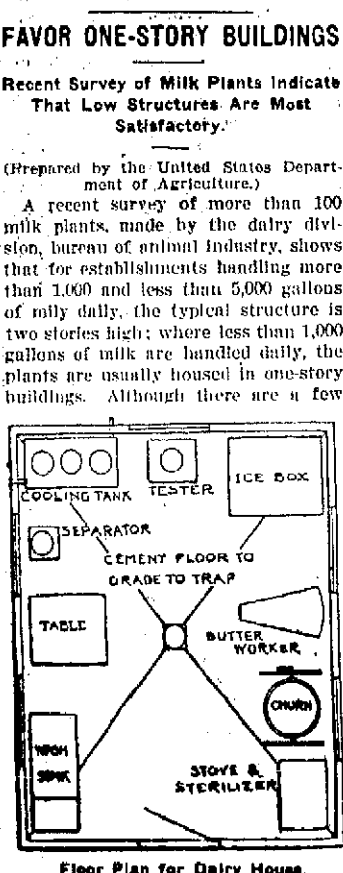 FAVOR ONE-STORY BUILDINGS
Recent Survey of Milk Plants Indicate
That Low Structures Are Most
Satisfactory.
(Prepared by the United States Depart-
ment of Agriculture.)
A recent survey of more than 100
milk plants, made by the dairy divi-
sion, bureau of animal industry, shows
that for establishments handling more
than 1,000 and less than 5,000 gallons
of mily daily, the typical structure is
two stories high; where less than 1,000
gallons of milk are handled daily, the
plants are usually housed in one-story
buildings. Although there are a few
COOLING TANK
TESTER
ICE BOX
SEPARATOR
CEMENT FLOOR TO
GRADE TO TRAP
TABLE
BUTTER
WORKER
CHURN
WASH
SINK
STOVE &
STERILIZER
Floor Plan for Dairy House.